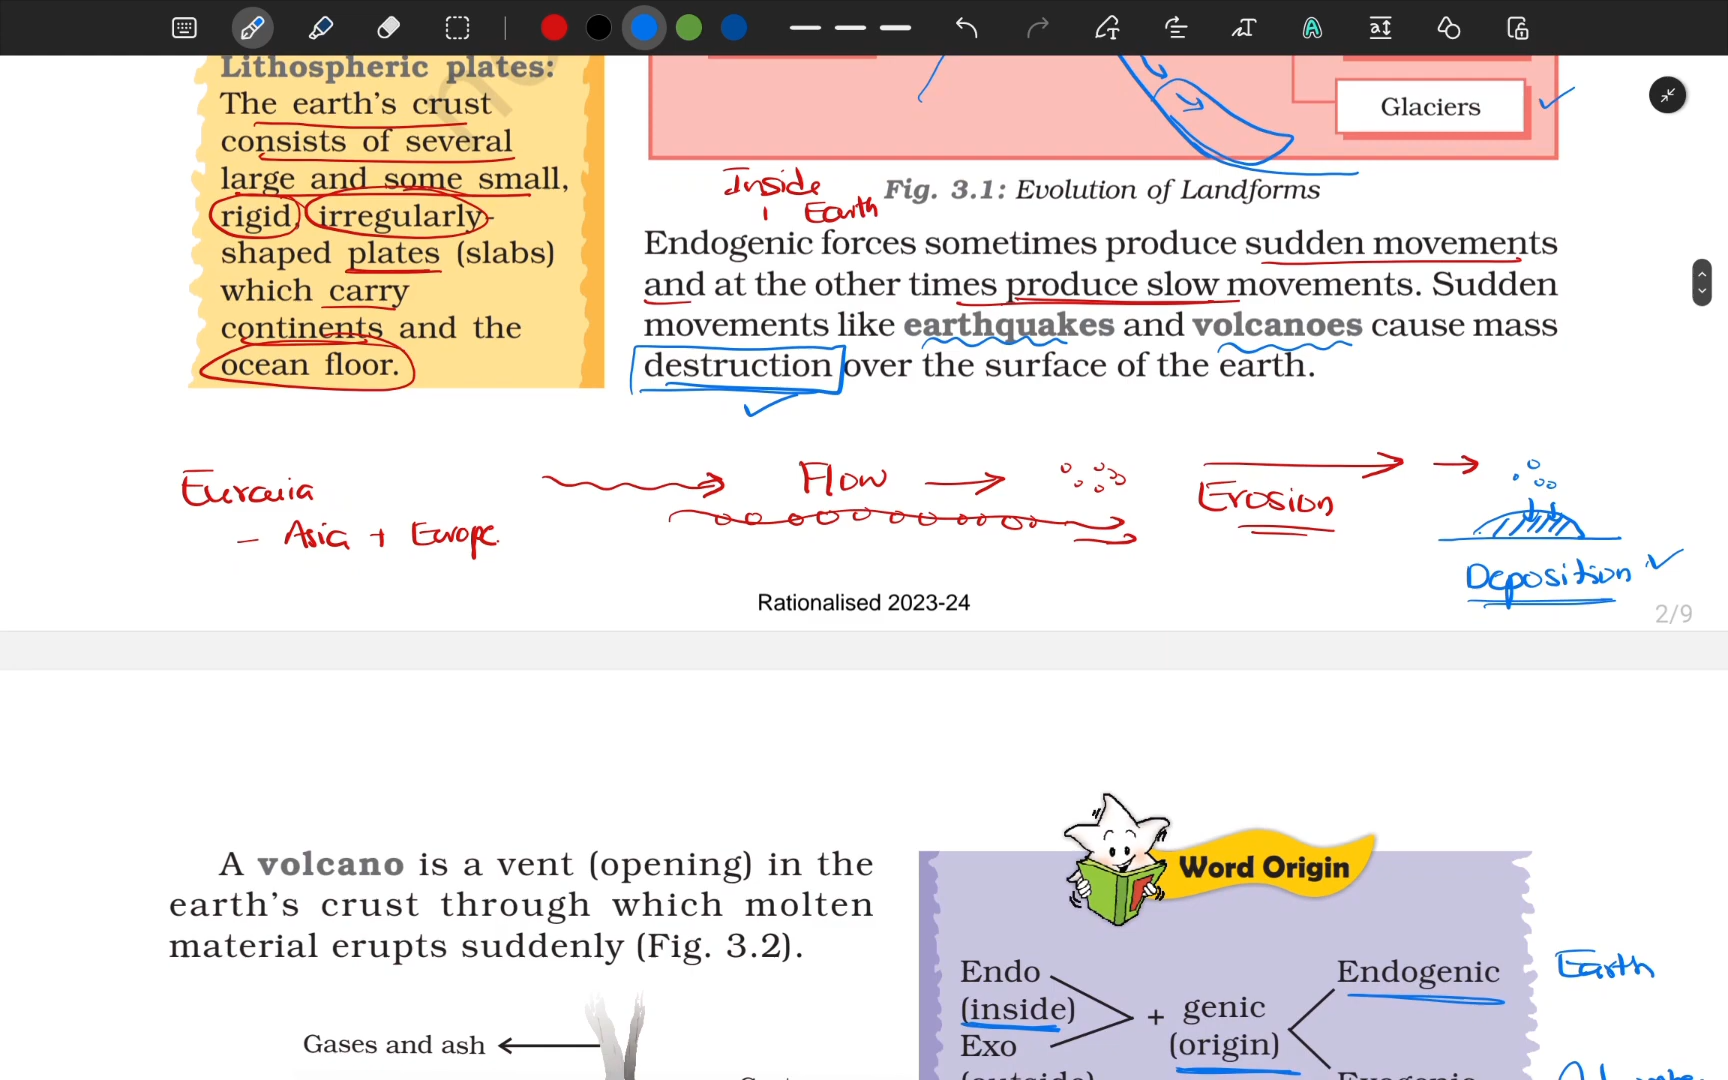 Lithospheric plates:
The earth's crust
consists of several
large and some small,
rigid, irregularly-
shaped plates (slabs)
which carry
continents and the
ocean floor.
Glaciers
Inside
Earth
Fig. 3.1: Evolution of Landforms
Endogenic forces sometimes produce sudden movements
and at the other times produce slow movements. Sudden
movements like earthquakes and volcanoes cause mass
destruction over the surface of the earth.
- Asia + Europe
Flow
Erosion
Deposition
Rationalised 2023-24
2/9
A volcano is a vent (opening) in the
earth's crust through which molten
material erupts suddenly (Fig. 3.2).
Gases and ash
Word Origin
Endo
(inside)
Exo
+ genic
(origin)
Endogenic
Earth